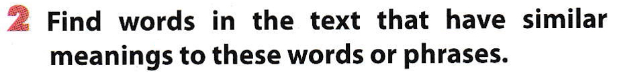 2 Find words in the text that have similar
meanings to these words or phrases.